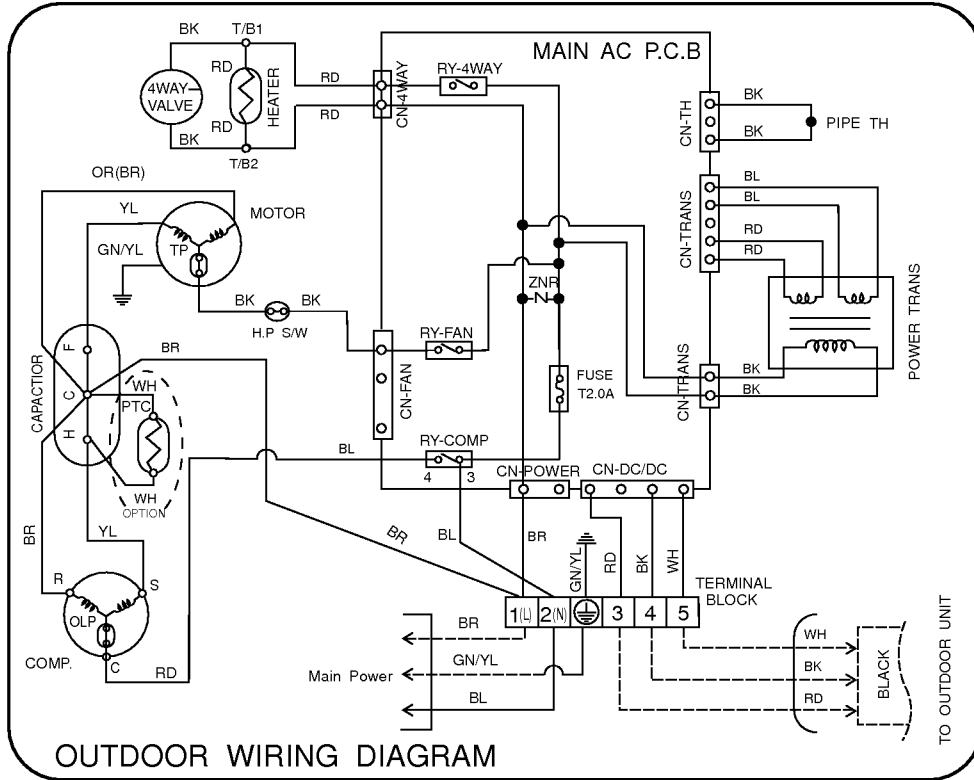 BK
T/B1
MAIN AC P.C.B
RD
4WAY
VALVE
HEATER
RD
RD
RD
BK
T/B2
CN-4WAY
RY-4WAY
CN-TH
BK
BK
PIPE TH
OR(BR)
YL
MOTOR
GN/YL
TP
BK
BK
H.P S/W
CN-TRANS
BL
BL
RD
RD
POWER TRANS
ZNR
RY-FAN
CN-FAN
FUSE
T2.0A
CN-TRANS
BK
BK
CAPACTIOR
F
C
H
BR
WH
PTC
WH
OPTION
BL
RY-COMP
4
3
CN-POWER
CN-DC/DC
BR
YL
BR
BL
BR
GN/YL
RD
BK
WH
R
S
OLP
C
COMP.
RD
1(L)
2(N)
3
4
5
TERMINAL
BLOCK
BR
GN/YL
Main Power
BL
WH
BK
RD
BLACK
TO OUTDOOR UNIT
OUTDOOR WIRING DIAGRAM